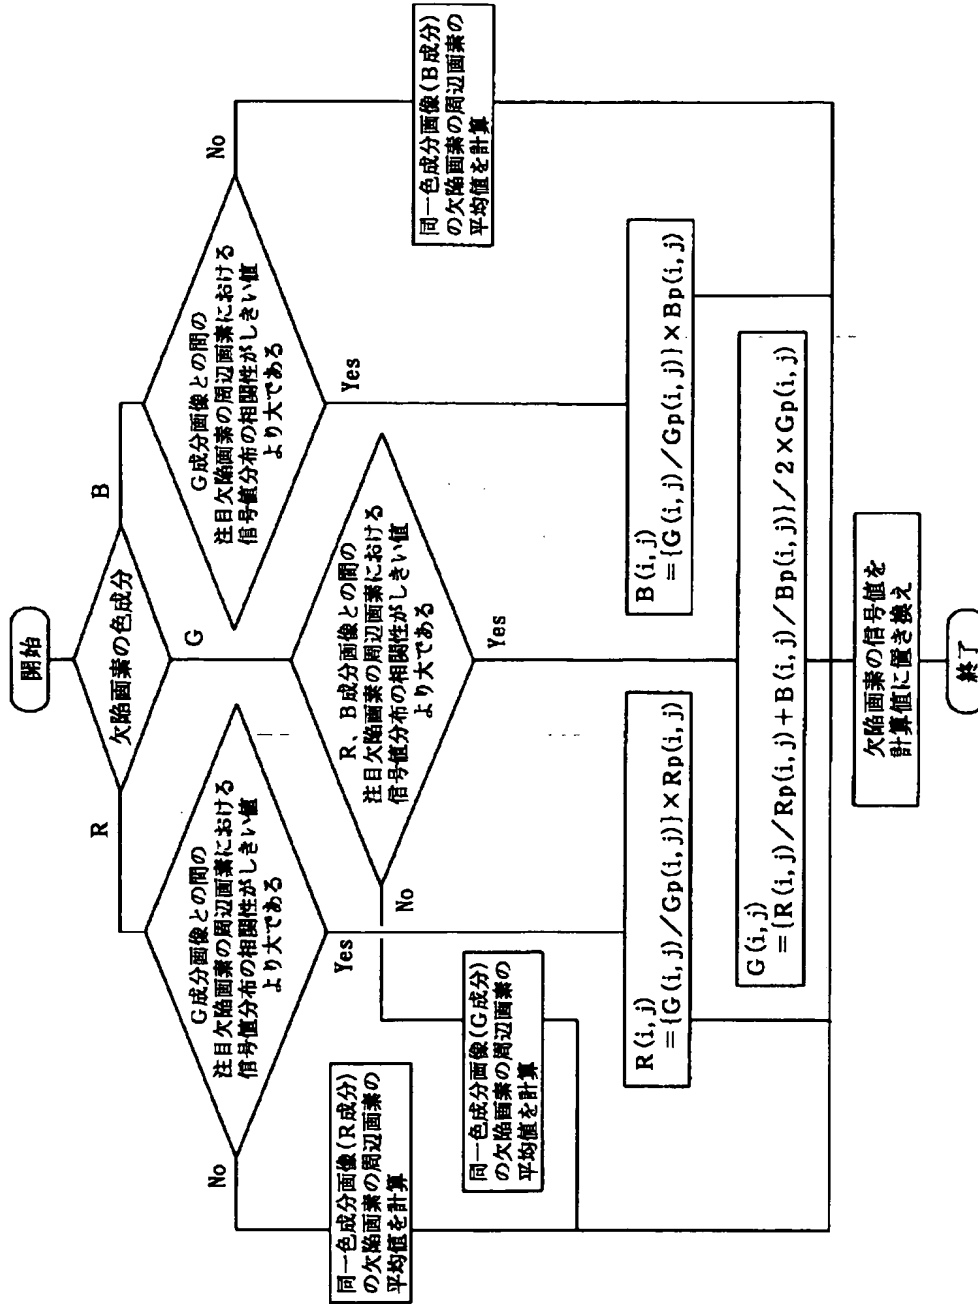 開始
欠陥画素の色成分
R
G
B
G成分画像との間の
注目欠陥画素の周辺画素における
信号値分布の相関性がしきい値
より大である
No
Yes
R、B成分画像との間の
注目欠陥画素の周辺画素における
信号値分布の相関性がしきい値
より大である
No
Yes
G成分画像との間の
注目欠陥画素の周辺画素における
信号値分布の相関性がしきい値
より大である
Yes
No
同一色成分画像(R成分)
の欠陥画素の周辺画素の
平均値を計算
同一色成分画像(G成分)
の欠陥画素の周辺画素の
平均値を計算
同一色成分画像(B成分)
の欠陥画素の周辺画素の
平均値を計算
R(i,j)
={G(i,j)/Gp(i,j)}×Rp(i,j)
B(i,j)
={G(i,j)/Gp(i,j)}×Bp(i,j)
G(i,j)
={R(i,j)/Rp(i,j)+B(i,j)/Bp(i,j)}/2×Gp(i,j)
欠陥画素の信号値を
計算値に置き換え
終了